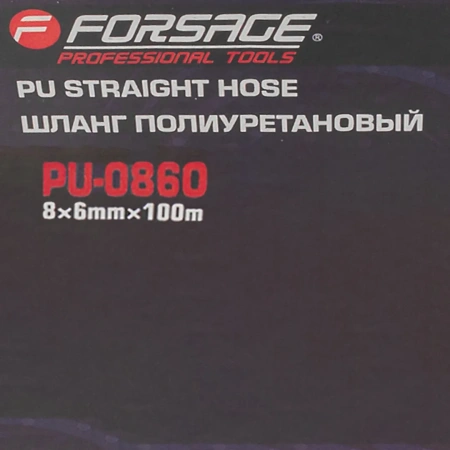 FORSAGE®
PROFESSIONAL TOOLS
PU STRAIGHT HOSE
ШЛАНГ ПОЛИУРЕТАНОВЫЙ
PU-0860
8×6mm×100m